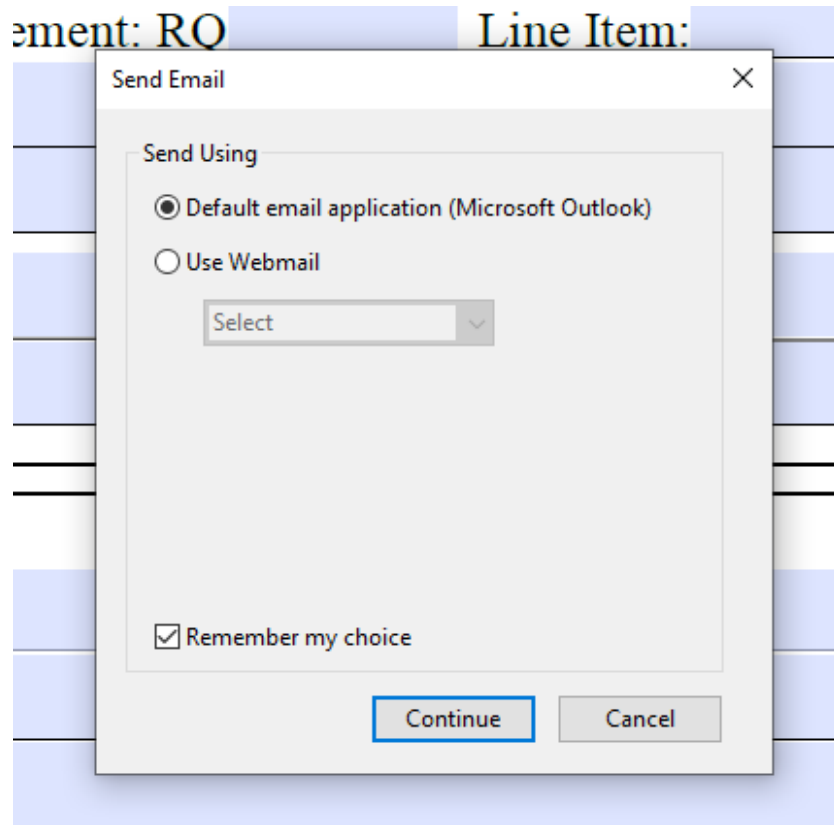 ement: RQ Line Item:
Send Email
Send Using
Default email application (Microsoft Outlook)
Use Webmail
Select
Remember my choice
Continue Cancel